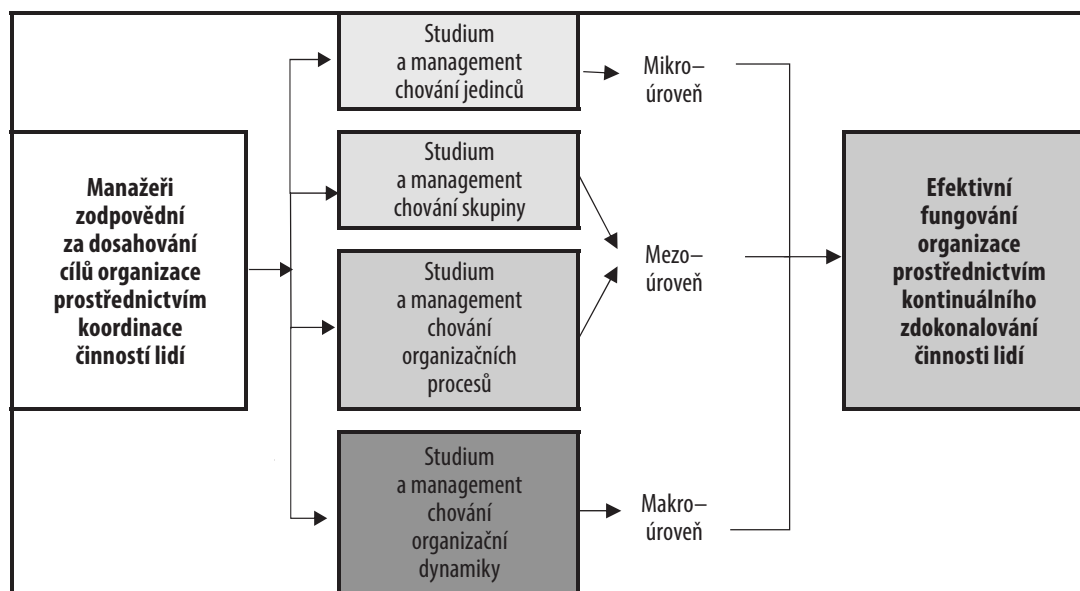 Manažeři
zodpovědní
za dosahování
cílů organizace
prostřednictvím
koordinace
činností lidí
Studium
a management
chování jedinců
Studium
a management
chování skupiny
Studium
a management
chování
organizačních
procesů
Studium
a management
chování
organizační
dynamiky
Mikro–
úroveň
Mezo–
úroveň
Makro–
úroveň
Efektivní
fungování
organizace
prostřednictvím
kontinuálního
zdokonalování
činnosti lidí